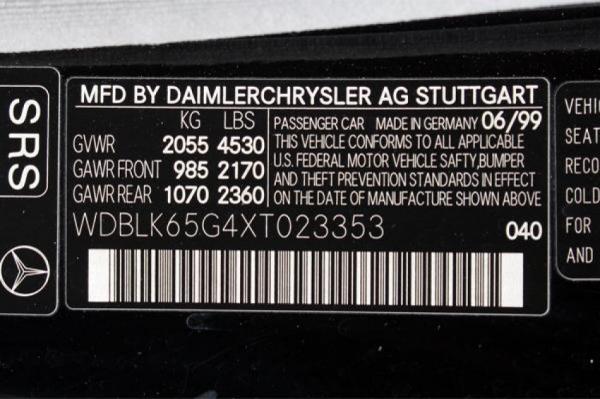 SRS
MFD BY DAIMLERCHRYSLER AG STUTTGART
KG LBS
GVWR 2055 4530
GAWR FRONT 985 2170
GAWR REAR 1070 2360
PASSENGER CAR MADE IN GERMANY 06/99
THIS VEHICLE CONFORMS TO ALL APPLICABLE
U.S. FEDERAL MOTOR VEHICLE SAFTY,BUMPER
AND THEFT PREVENTION STANDARDS IN EFFECT
ON THE DATE OF MANUFACTURE SHOWN ABOVE
WDBLK65G4XT023353
040
VEHI
SEAT
RECO
COLD
FOR
AND